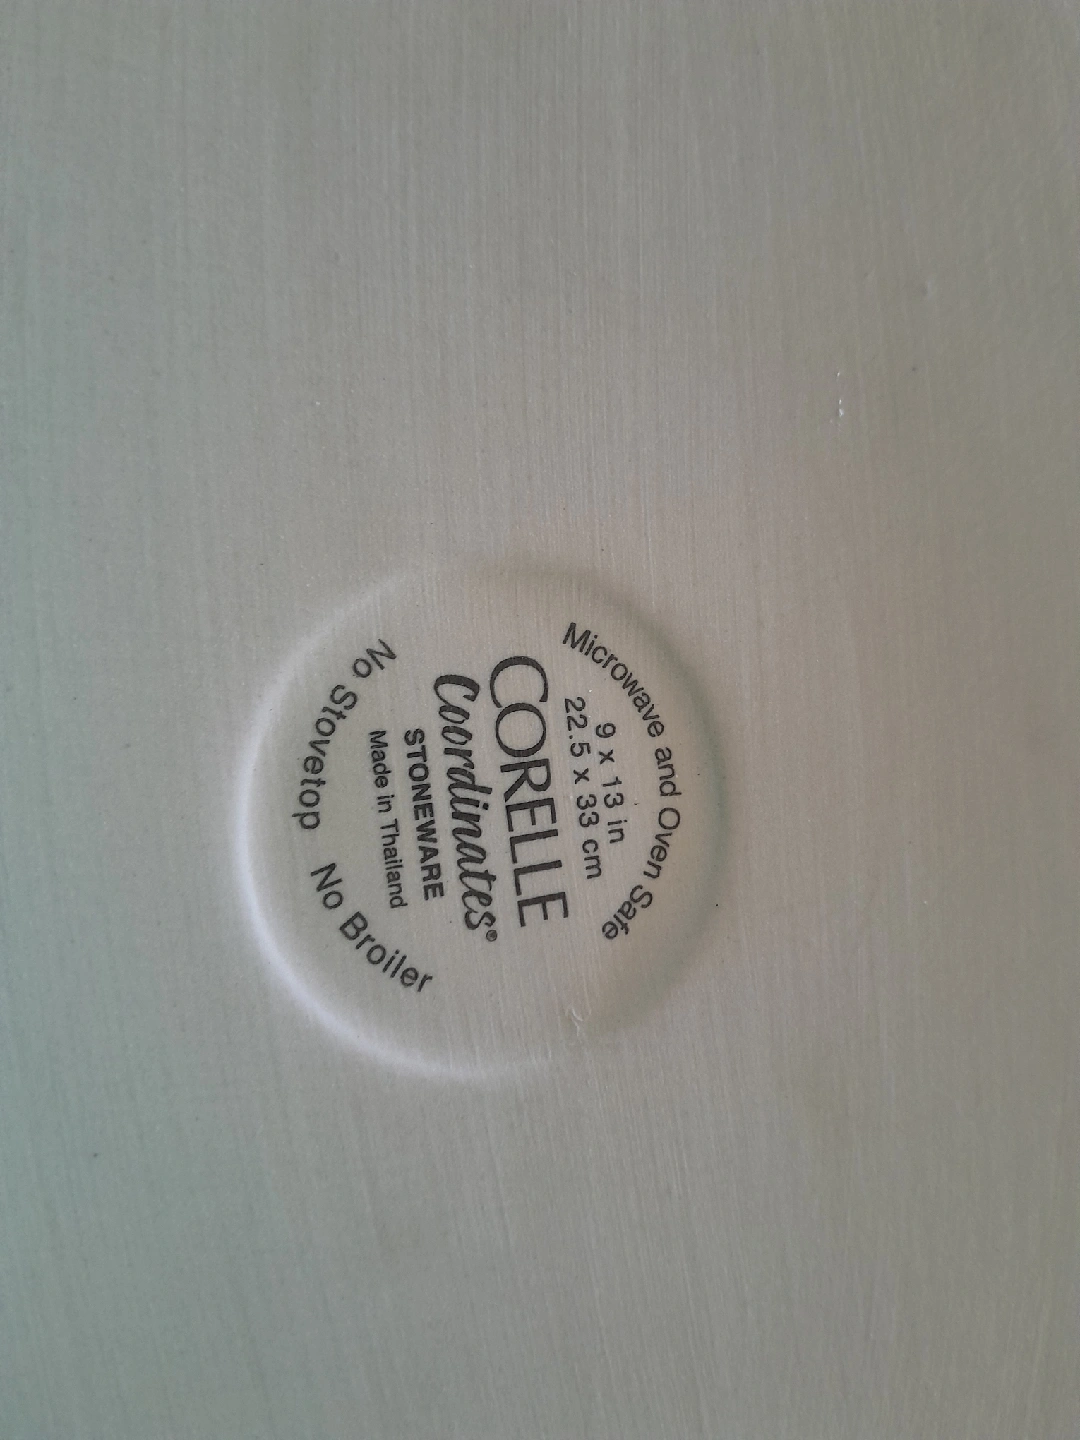 Microwave and Oven Safe
9 x 13 in
22.5 x 33 cm
CORELLE
Coordinates®
STONEWARE
Made in Thailand
No Stovetop No Broiler